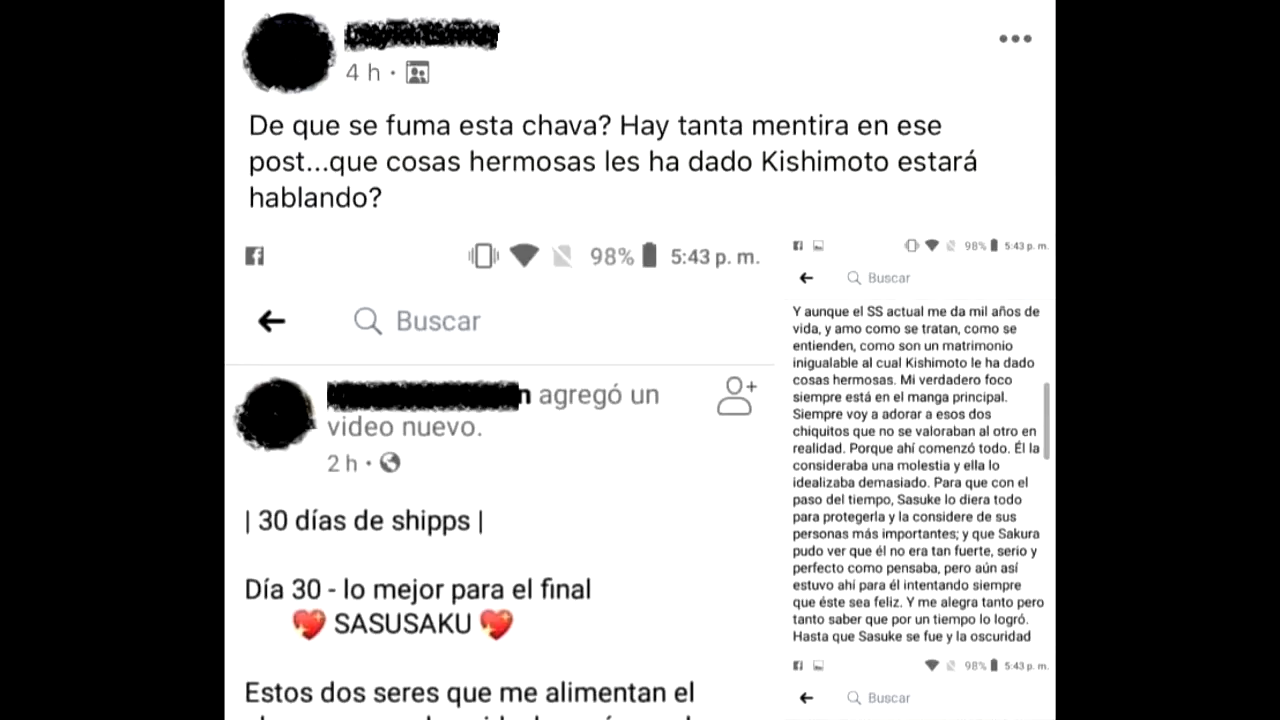 4 h ·
De que se fuma esta chava? Hay tanta mentira en ese
post...que cosas hermosas les ha dado Kishimoto estará
hablando?
98% 5:43 p. m.
Buscar
agregó un
video nuevo.
2 h ·
| 30 días de shipps |
Día 30 - lo mejor para el final
💖 SASUSAKU 💖
Estos dos seres que me alimentan el
98% 5:43 p. m.
Buscar
Y aunque el SS actual me da mil años de
vida, y amo como se tratan, como se
entienden, como son un matrimonio
inigualable al cual Kishimoto le ha dado
cosas hermosas. Mi verdadero foco
siempre está en el manga principal.
Siempre voy a adorar a esos dos
chiquitos que no se valoraban al otro en
realidad. Porque ahí comenzó todo. Él la
consideraba una molestia y ella lo
idealizaba demasiado. Para que con el
paso del tiempo, Sasuke lo diera todo
para protegerla y la considere de sus
personas más importantes; y que Sakura
pudo ver que él no era tan fuerte, serio y
perfecto como pensaba, pero aún así
estuvo ahí para él intentando siempre
que éste sea feliz. Y me alegra tanto pero
tanto saber que por un tiempo lo logró.
Hasta que Sasuke se fue y la oscuridad
98% 5:43 p. m.
Buscar